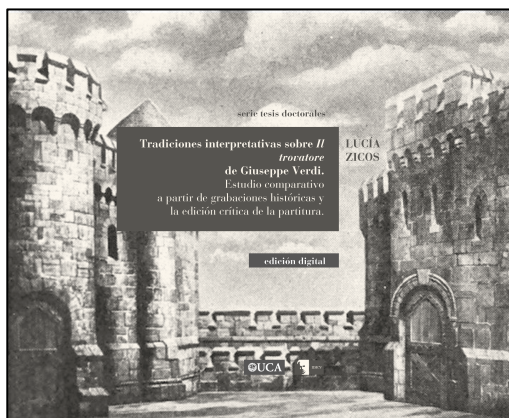 serie tesis doctorales
Tradiciones interpretativas sobre Il
trovatore
de Giuseppe Verdi.
Estudio comparativo
a partir de grabaciones históricas y
la edición crítica de la partitura.
LUCÍA
ZICOS
edición digital
UCA